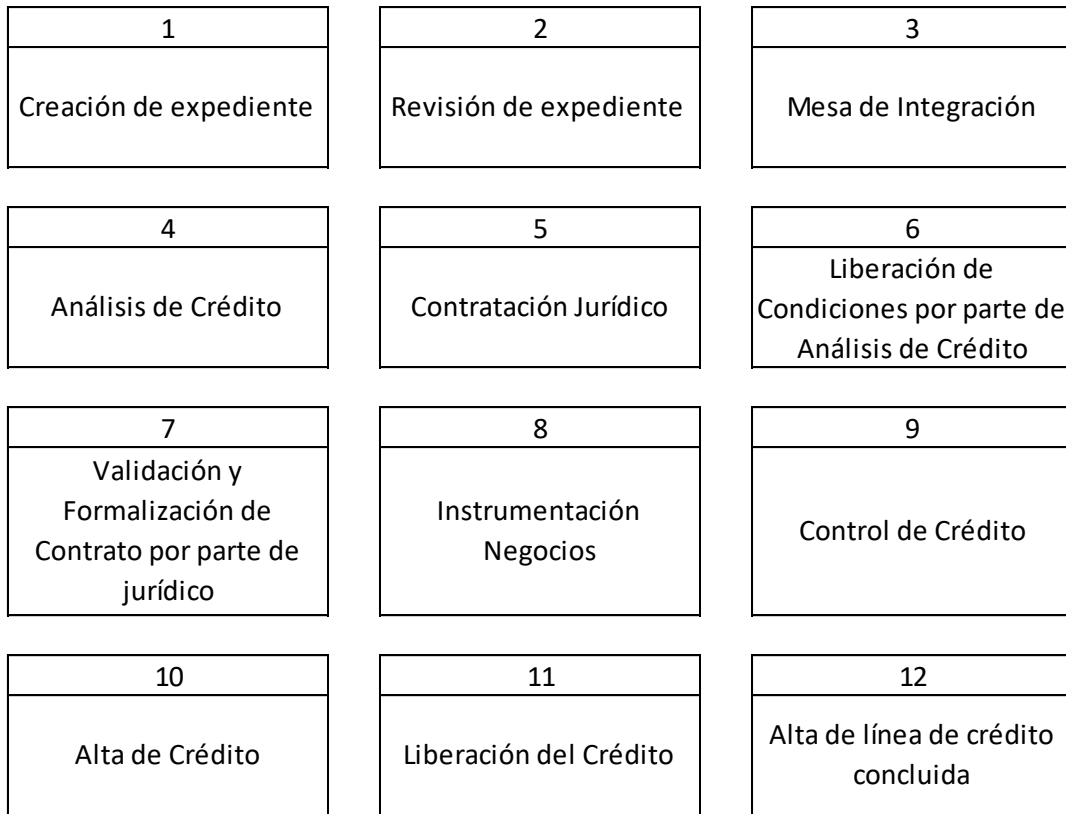 1
Creación de expediente
2
Revisión de expediente
3
Mesa de Integración
4
Análisis de Crédito
5
Contratación Jurídico
6
Liberación de
Condiciones por parte de
Análisis de Crédito
7
Validación y
Formalización de
Contrato por parte de
jurídico
8
Instrumentación
Negocios
9
Control de Crédito
10
Alta de Crédito
11
Liberación del Crédito
12
Alta de línea de crédito
concluida